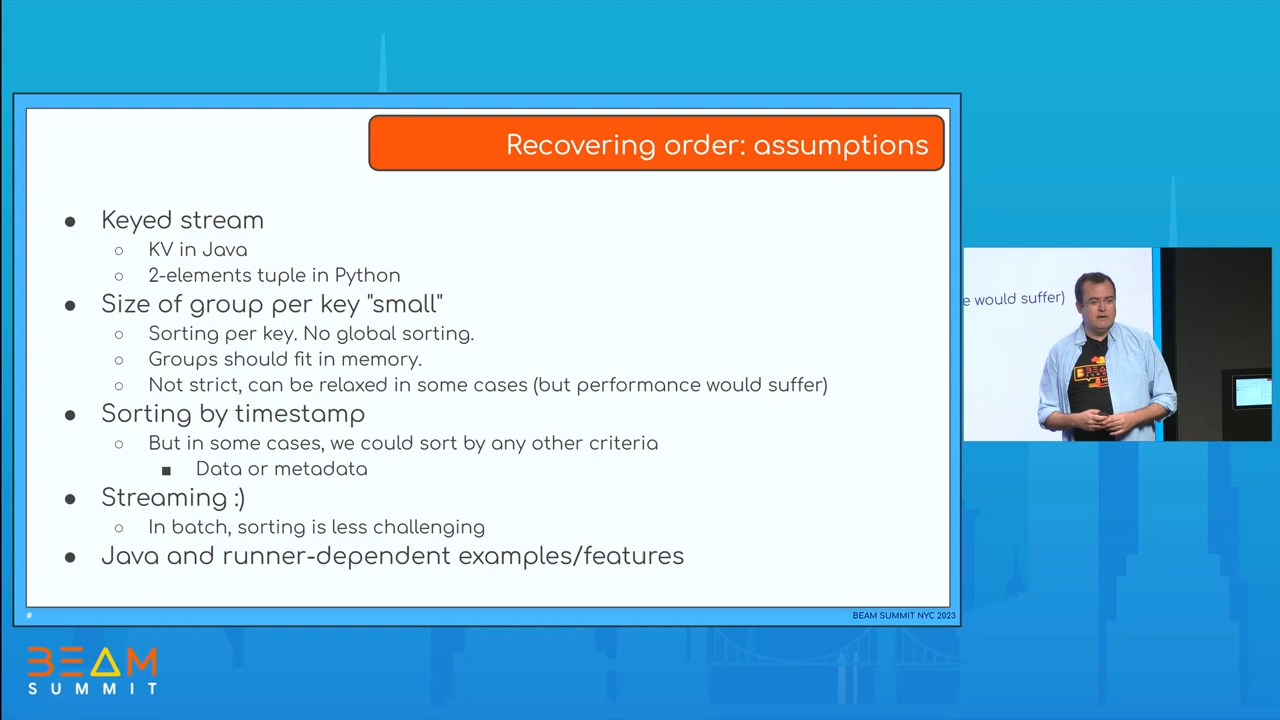 Recovering order: assumptions
● Keyed stream
○ KV in Java
○ 2-elements tuple in Python
● Size of group per key "small"
○ Sorting per key. No global sorting.
○ Groups should fit in memory.
○ Not strict, can be relaxed in some cases (but performance would suffer)
● Sorting by timestamp
○ But in some cases, we could sort by any other criteria
■ Data or metadata
● Streaming :)
○ In batch, sorting is less challenging
● Java and runner-dependent examples/features
#
BEAM SUMMIT NYC 2023
e would suffer)
BEAM
BEAM
SUMMIT